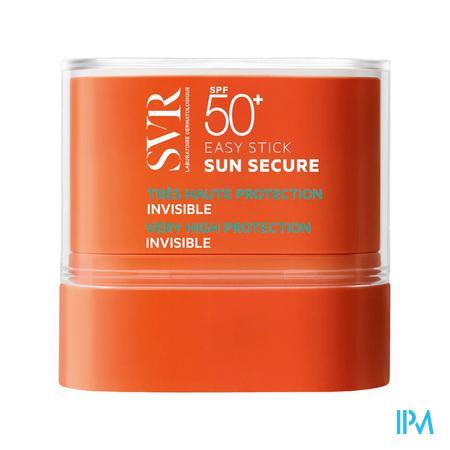 SVR
LABORATOIRE DERMATOLOGIQUE
SPF
50+
EASY STICK
SUN SECURE
TRÈS HAUTE PROTECTION
INVISIBLE
VERY HIGH PROTECTION
INVISIBLE
IPM